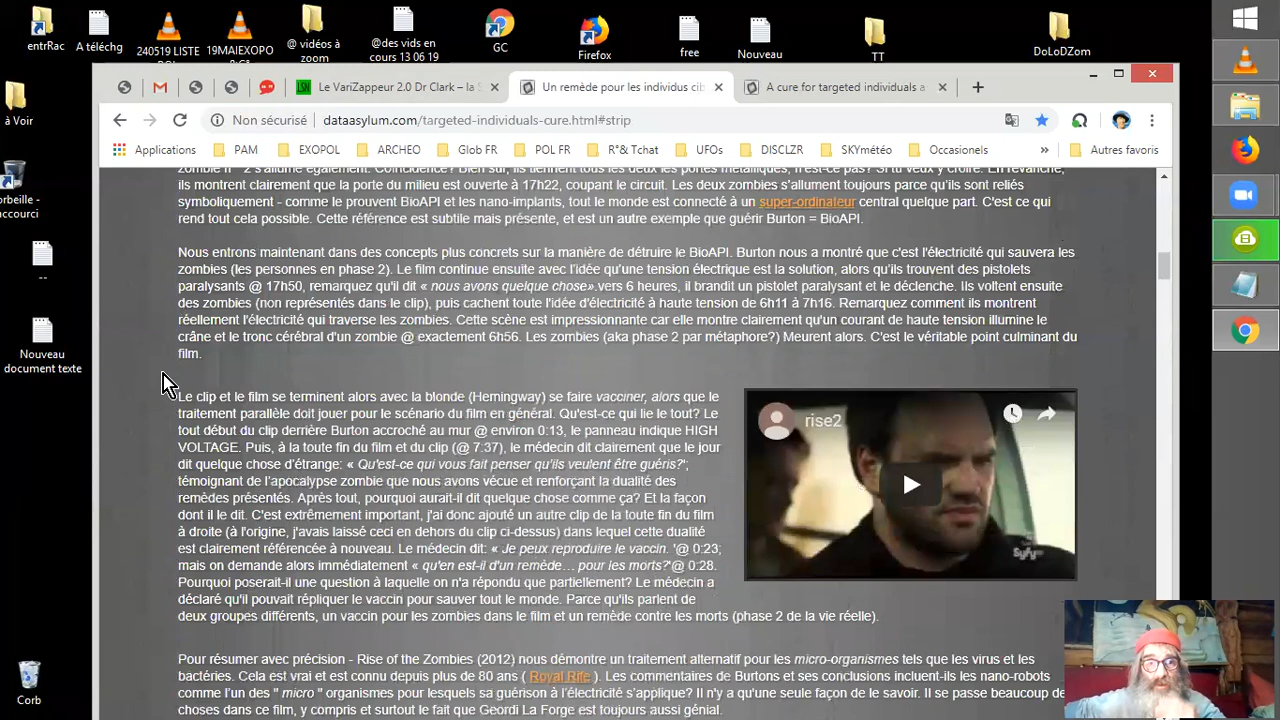 entrRac
A téléchg
240519 LISTE
19MAIEXOPO
@ vidéos à
zoom
@des vids en
cours 13 06 19
GC
Firefox
free
Nouveau
TT
DoLoDZom
à Voir
orbeille -
accourci
--
Nouveau
document texte
Corb
Le VariZappeur 2.0 Dr Clark – la S
Un remède pour les individus cib
A cure for targeted individuals a
Non sécurisé
dataasylum.com/targeted-individuals-cure.html#strip
Applications
PAM
EXOPOL
ARCHEO
Glob FR
POL FR
R°& Tchat
UFOs
DISCLZR
SKYmétéo
Occasionels
»
Autres favoris
zombie n° 2 s'allume également. Coïncidence? Bien sûr, ils tiennent tous les deux les portes métalliques, n'est-ce pas? Si tu veux y croire. En revanche,
ils montrent clairement que la porte du milieu est ouverte à 17h22, coupant le circuit. Les deux zombies s'allument toujours parce qu'ils sont reliés
symboliquement - comme le prouvent BioAPI et les nano-implants, tout le monde est connecté à un super-ordinateur central quelque part. C'est ce qui
rend tout cela possible. Cette référence est subtile mais présente, et est un autre exemple que guérir Burton = BioAPI.
Nous entrons maintenant dans des concepts plus concrets sur la manière de détruire le BioAPI. Burton nous a montré que c'est l'électricité qui sauvera les
zombies (les personnes en phase 2). Le film continue ensuite avec l'idée qu'une tension électrique est la solution, alors qu'ils trouvent des pistolets
paralysants @ 17h50, remarquez qu'il dit « nous avons quelque chose».vers 6 heures, il brandit un pistolet paralysant et le déclenche. Ils voltent ensuite
des zombies (non représentés dans le clip), puis cachent toute l'idée d'électricité à haute tension de 6h11 à 7h16. Remarquez comment ils montrent
réellement l'électricité qui traverse les zombies. Cette scène est impressionnante car elle montre clairement qu'un courant de haute tension illumine le
crâne et le tronc cérébral d'un zombie @ exactement 6h56. Les zombies (aka phase 2 par métaphore?) Meurent alors. C'est le véritable point culminant du
film.
Le clip et le film se terminent alors avec la blonde (Hemingway) se faire vacciner, alors que le
traitement parallèle doit jouer pour le scénario du film en général. Qu'est-ce qui lie le tout? Le
tout début du clip derrière Burton accroché au mur @ environ 0:13, le panneau indique HIGH
VOLTAGE. Puis, à la toute fin du film et du clip (@ 7.37), le médecin dit clairement que le jour
dit quelque chose d'étrange: « Qu'est-ce qui vous fait penser qu'ils veulent être guéris?";
témoignant de l'apocalypse zombie que nous avons vécue et renforçant la dualité des
remèdes présentés. Après tout, pourquoi aurait-il dit quelque chose comme ça? Et la façon
dont il le dit. C'est extrêmement important, j'ai donc ajouté un autre clip de la toute fin du film
à droite (à l'origine, j'avais laissé ceci en dehors du clip ci-dessus) dans lequel cette dualité
est clairement référencée à nouveau. Le médecin dit: « Je peux reproduire le vaccin. '@ 0:23;
mais on demande alors immédiatement « qu'en est-il d'un remède… pour les morts?'@ 0:28.
Pourquoi poserait-il une question à laquelle on n'a répondu que partiellement? Le médecin a
déclaré qu'il pouvait répliquer le vaccin pour sauver tout le monde. Parce qu'ils parlent de
deux groupes différents, un vaccin pour les zombies dans le film et un remède contre les morts (phase 2 de la vie réelle).
rise2
Syfy
Pour résumer avec précision - Rise of the Zombies (2012) nous démontre un traitement alternatif pour les micro-organismes tels que les virus et les
bactéries. Cela est vrai et est connu depuis plus de 80 ans ( Royal Rife ). Les commentaires de Burtons et ses conclusions incluent-ils les nano-robots
comme l'un des " micro " organismes pour lesquels sa guérison à l'électricité s'applique? Il n'y a qu'une seule façon de le savoir. Il se passe beaucoup de
choses dans ce film, y compris et surtout le fait que Geordi La Forge est toujours aussi génial.